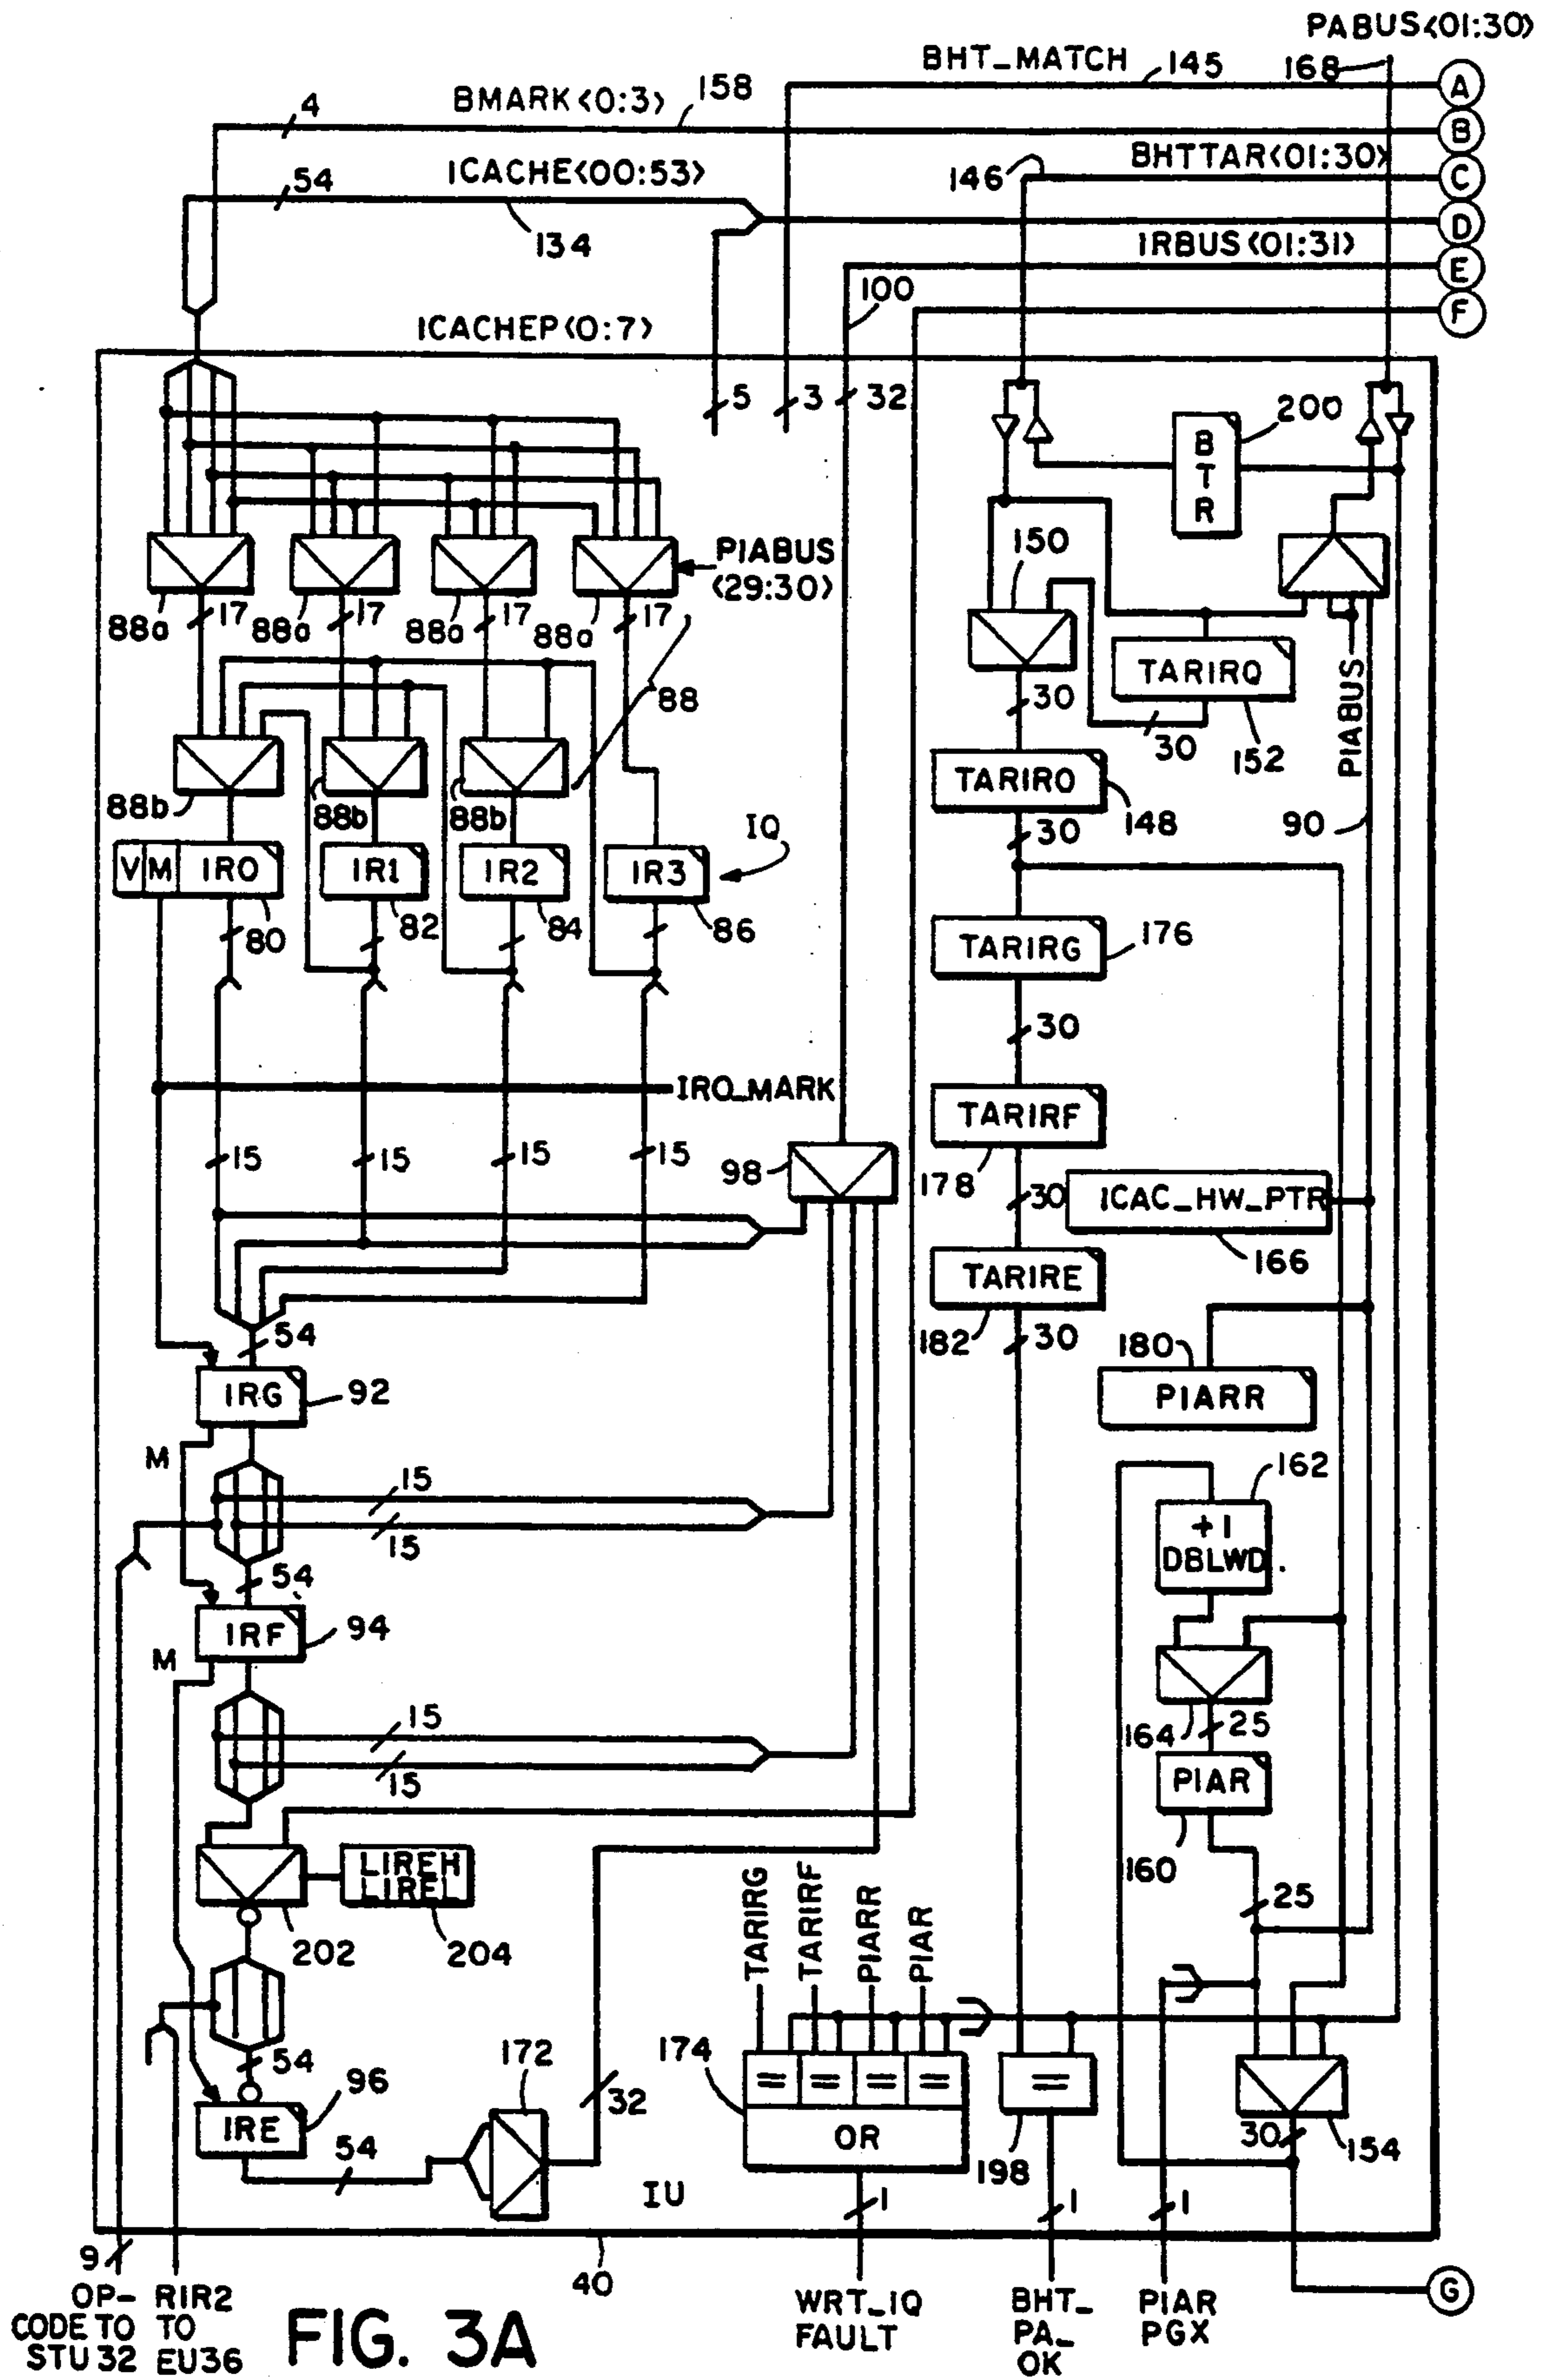 PABUS<01:30>
BHT_MATCH
145
168
A
BMARK<0:3>
158
4
B
BHTTAR<01:30>
ICACHE<00:53>
54
146
C
134
D
IRBUS<01:31>
E
100
F
ICACHEP<0:7>
5
3
32
200
B
T
R
150
PIABUS
<29:30>
88a
17
88a
17
88a
17
88a
17
TARIRQ
88
30
30
152
PIABUS
TARIR0
148
88b
88b
88b
IQ
30
90
V
M
IR0
IR1
IR2
IR3
80
82
84
86
TARIRG
176
30
IR0_MARK
TARIRF
15
15
15
15
98
178
30
ICAC_HW_PTR
166
TARIRE
54
182
30
180
IRG
92
PIARR
M
15
162
15
+1
DBLWD.
54
IRF
94
M
15
164
25
15
PIAR
160
LIREH
LIREL
25
TARIRG
TARIRF
PIARR
PIAR
202
204
54
172
174
=
=
=
=
=
96
32
IRE
OR
54
198
30
154
IU
1
1
1
9
40
G
OP-
CODE TO
STU32
RIR2
TO
EU36
FIG. 3A
WRT_IQ
FAULT
BHT_
PA_
OK
PIAR
PGX